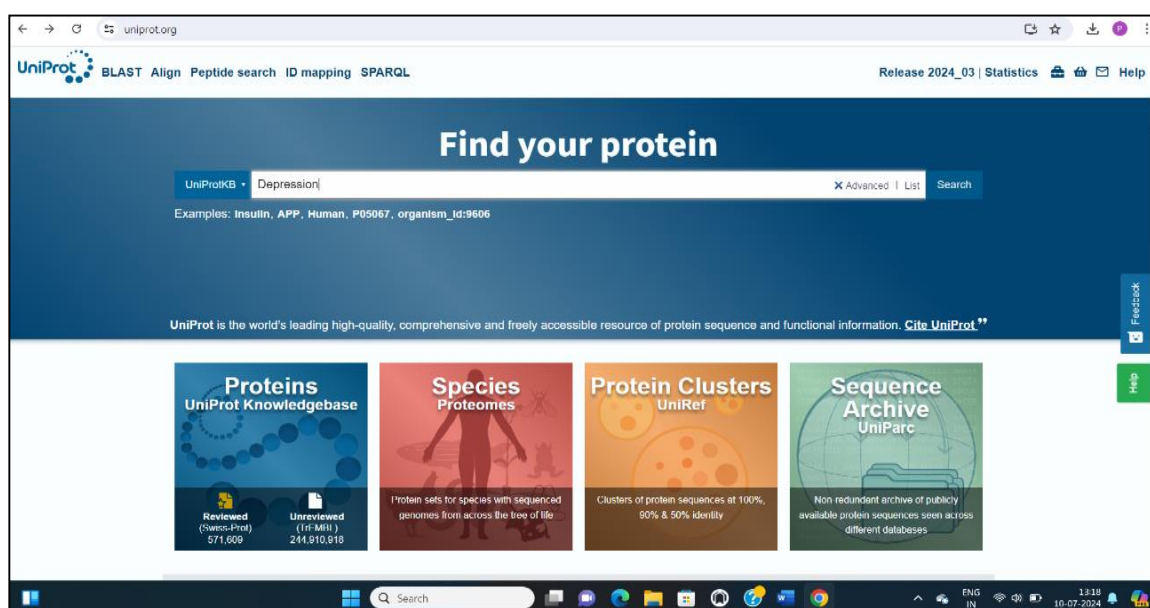 uniprot.org
UniProt BLAST Align Peptide search ID mapping SPARQL Release 2024_03 | Statistics Help
Find your protein
UniProtKB Depression Advanced | List Search
Examples: Insulin, APP, Human, P05067, organism_id:9606
Feedback
UniProt is the world's leading high-quality, comprehensive and freely accessible resource of protein sequence and functional information. Cite UniProt ”
Help
Proteins
UniProt Knowledgebase
Reviewed
(Swiss-Prot)
571,609
Unreviewed
(TrEMBL)
244,910,918
Species
Proteomes
Protein sets for species with sequenced
genomes from across the tree of life
Protein Clusters
UniRef
Clusters of protein sequences at 100%,
90% & 50% identity
Sequence
Archive
UniParc
Non-redundant archive of publicly
available protein sequences seen across
different databases
Search
ENG
IN
13:18
10-07-2024